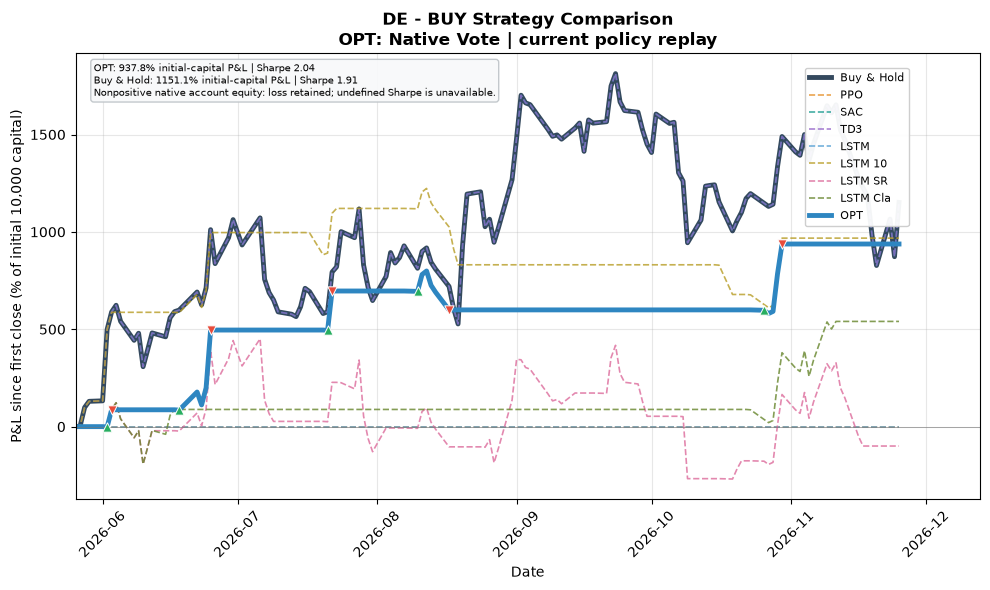 DE - BUY Strategy Comparison
OPT: Native Vote | current policy replay
OPT: 937.8% initial-capital P&L | Sharpe 2.04
Buy & Hold: 1151.1% initial-capital P&L | Sharpe 1.91
Nonpositive native account equity: loss retained; undefined Sharpe is unavailable.
Buy & Hold
PPO
SAC
TD3
LSTM
LSTM 10
LSTM SR
LSTM Cla
OPT
P&L since first close (% of initial 10,000 capital)
1500
1000
500
0
2026-06
2026-07
2026-08
2026-09
2026-10
2026-11
2026-12
Date